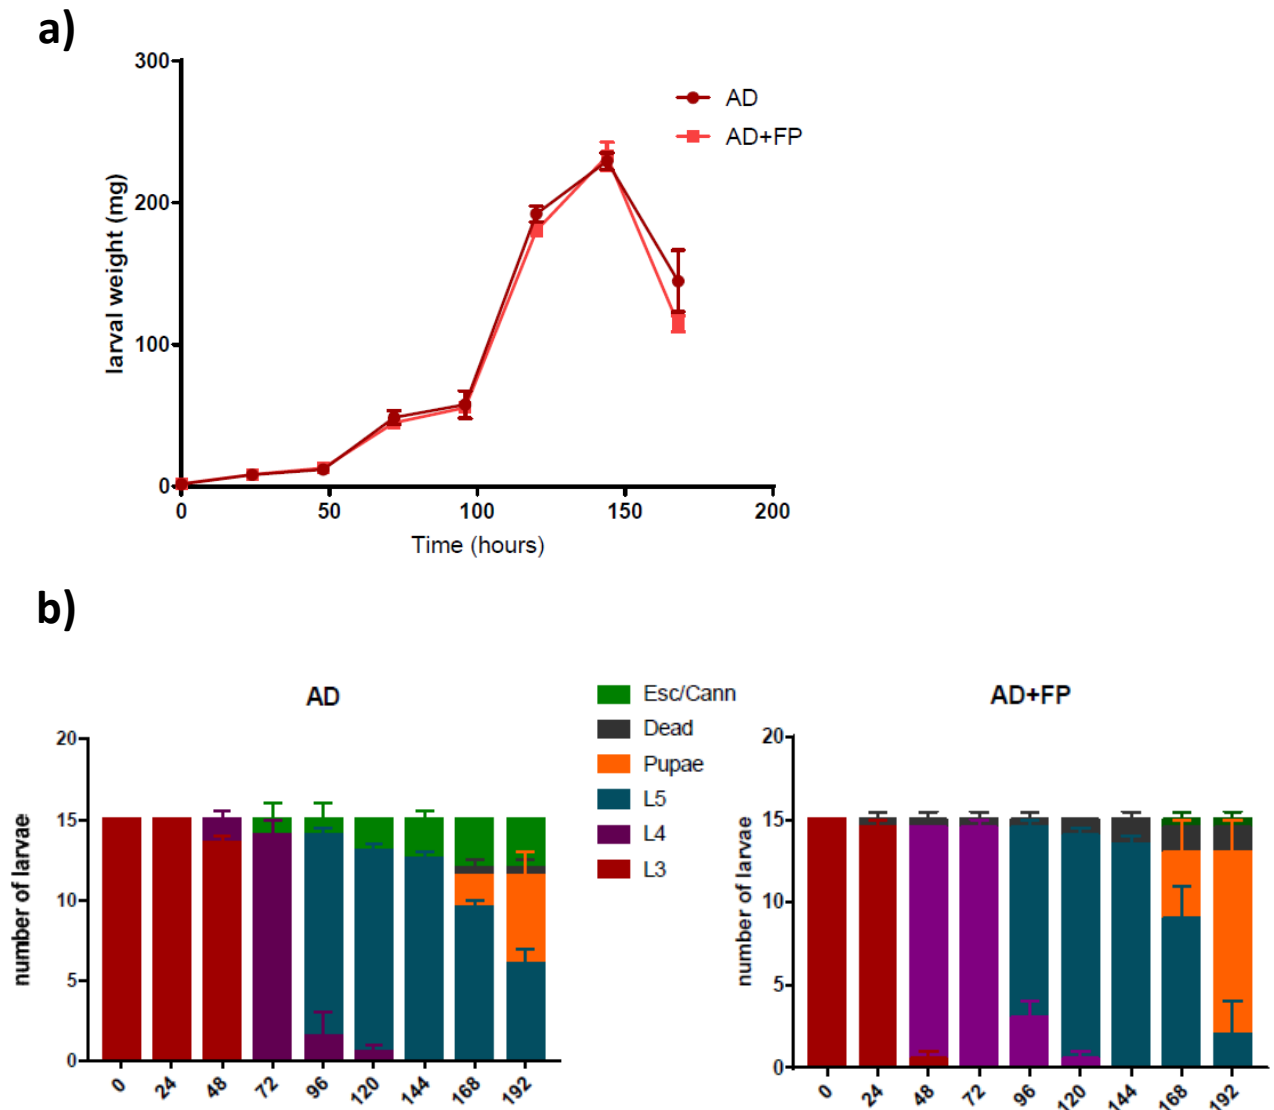 a)
300
200
100
0
larval weight (mg)
0 50 100 150 200
Time (hours)
AD
AD+FP
b)
AD
20
15
10
5
0
number of larvae
0 24 48 72 96 120 144 168 192
Esc/Cann
Dead
Pupae
L5
L4
L3
AD+FP
20
15
10
5
0
number of larvae
0 24 48 72 96 120 144 168 192